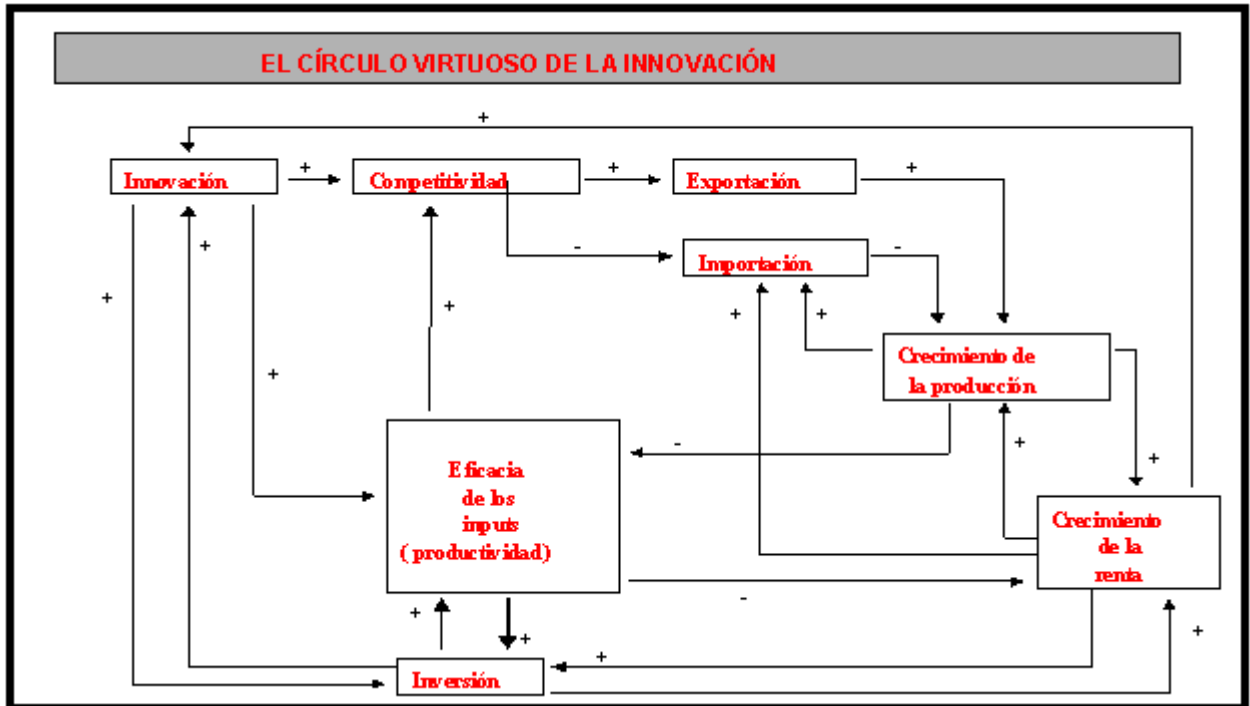 EL CÍRCULO VIRTUOSO DE LA INNOVACIÓN
+
Innovación
+
Competitividad
+
Exportación
+
+
-
Importación
-
+
+
+
+
+
Crecimiento de
la producción
-
+
+
Eficacia
de los
inputs
( productividad)
Crecimiento
de la
renta
-
+
+
+
+
Inversión